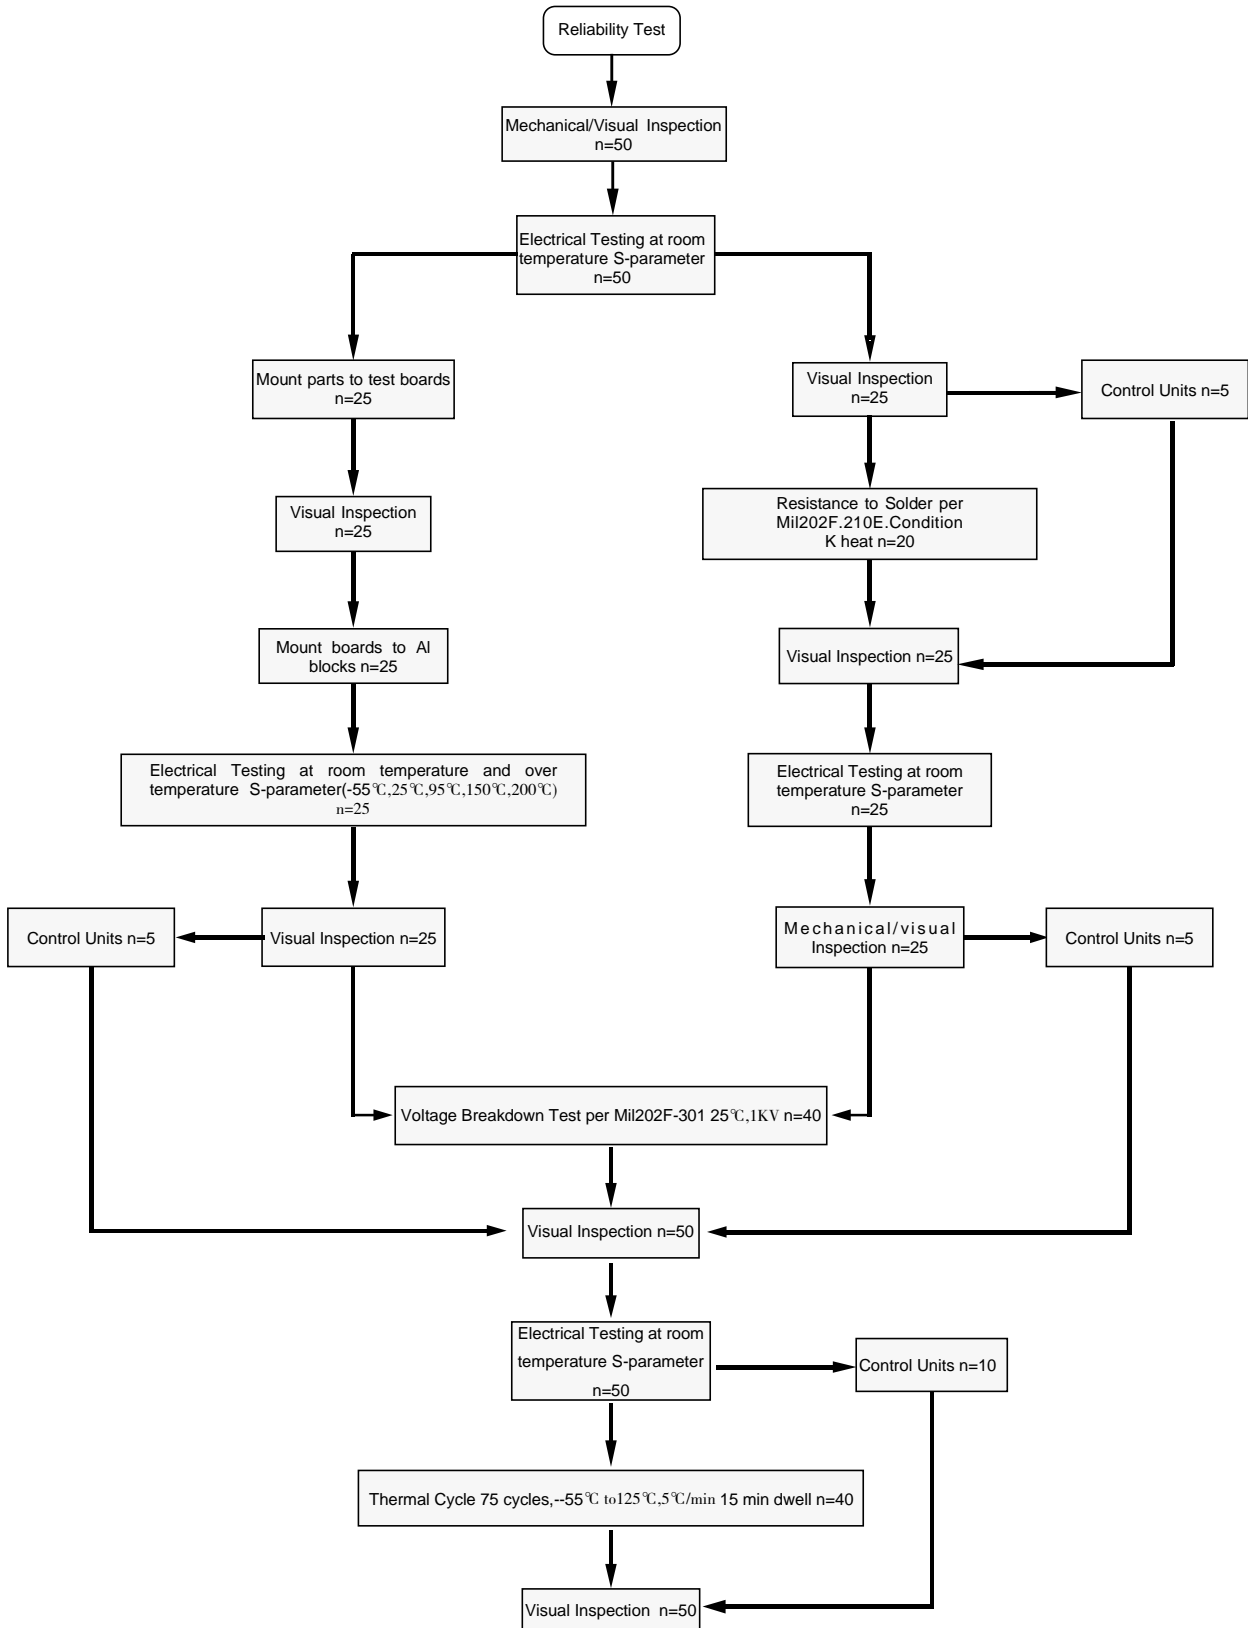 Reliability Test
Mechanical/Visual Inspection
n=50
Electrical Testing at room
temperature S-parameter
n=50
Mount parts to test boards
n=25
Visual Inspection
n=25
Control Units n=5
Visual Inspection
n=25
Resistance to Solder per
Mil202F.210E.Condition
K heat n=20
Mount boards to Al
blocks n=25
Visual Inspection n=25
Electrical Testing at room temperature and over
temperature S-parameter(-55℃,25℃,95℃,150℃,200℃)
n=25
Electrical Testing at room
temperature S-parameter
n=25
Control Units n=5
Visual Inspection n=25
Mechanical/visual
Inspection n=25
Control Units n=5
Voltage Breakdown Test per Mil202F-301 25℃,1KV n=40
Visual Inspection n=50
Electrical Testing at room
temperature S-parameter
n=50
Control Units n=10
Thermal Cycle 75 cycles,--55℃ to125℃,5℃/min 15 min dwell n=40
Visual Inspection n=50